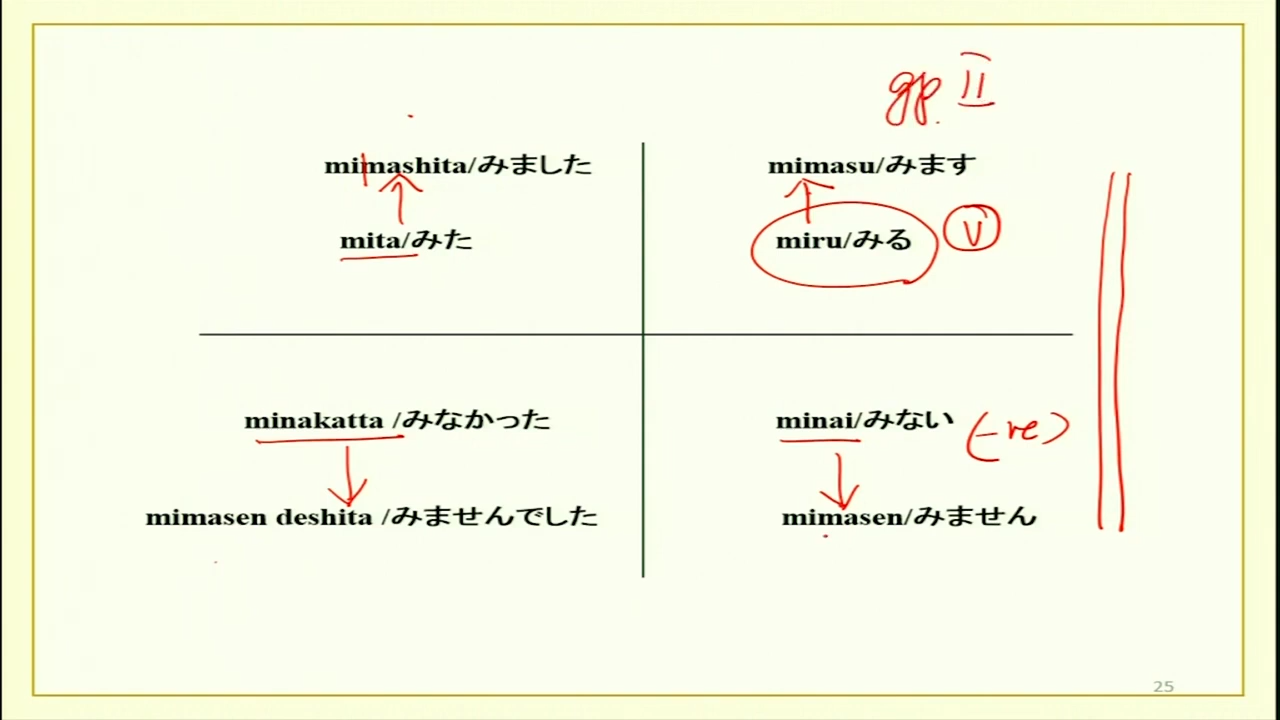 gp. II
mimashita/みました
mimasu/みます
mita/みた
miru/みる
V
minakatta /みなかった
minai/みない
(-ve)
mimasen deshita /みませんでした
mimasen/みません
25